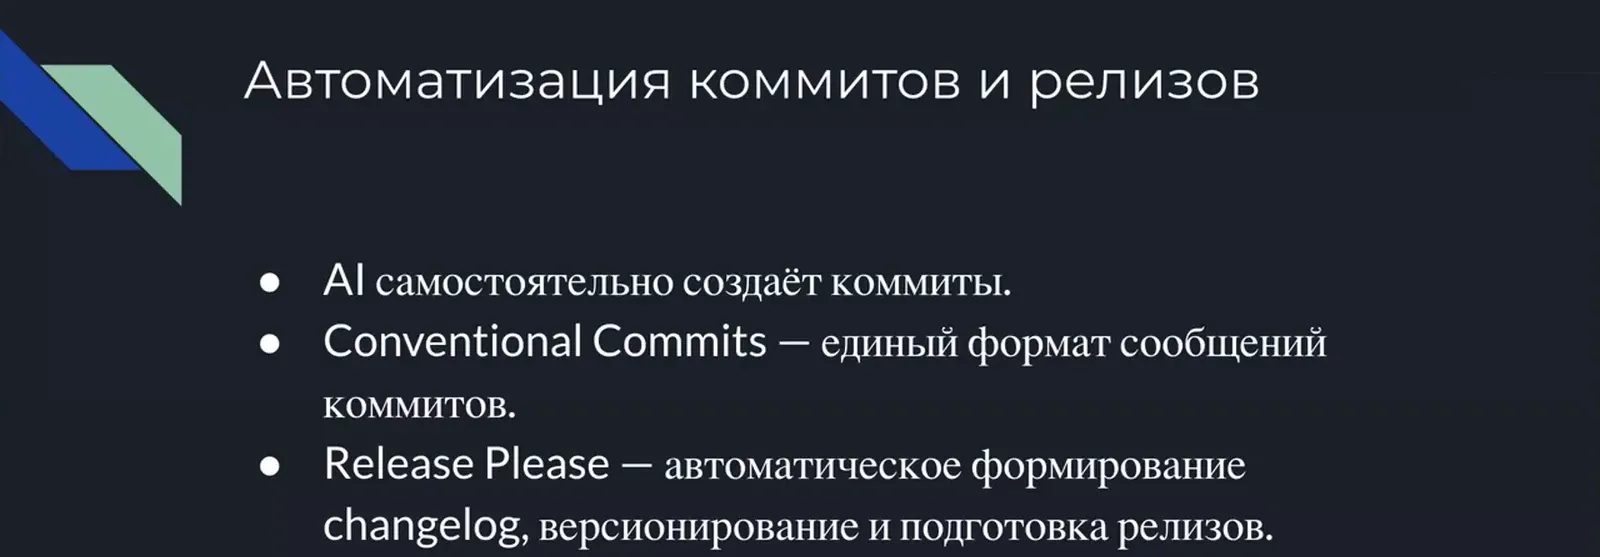 Автоматизация коммитов и релизов
● AI самостоятельно создаёт коммиты.
● Conventional Commits — единый формат сообщений
коммитов.
● Release Please — автоматическое формирование
changelog, версионирование и подготовка релизов.